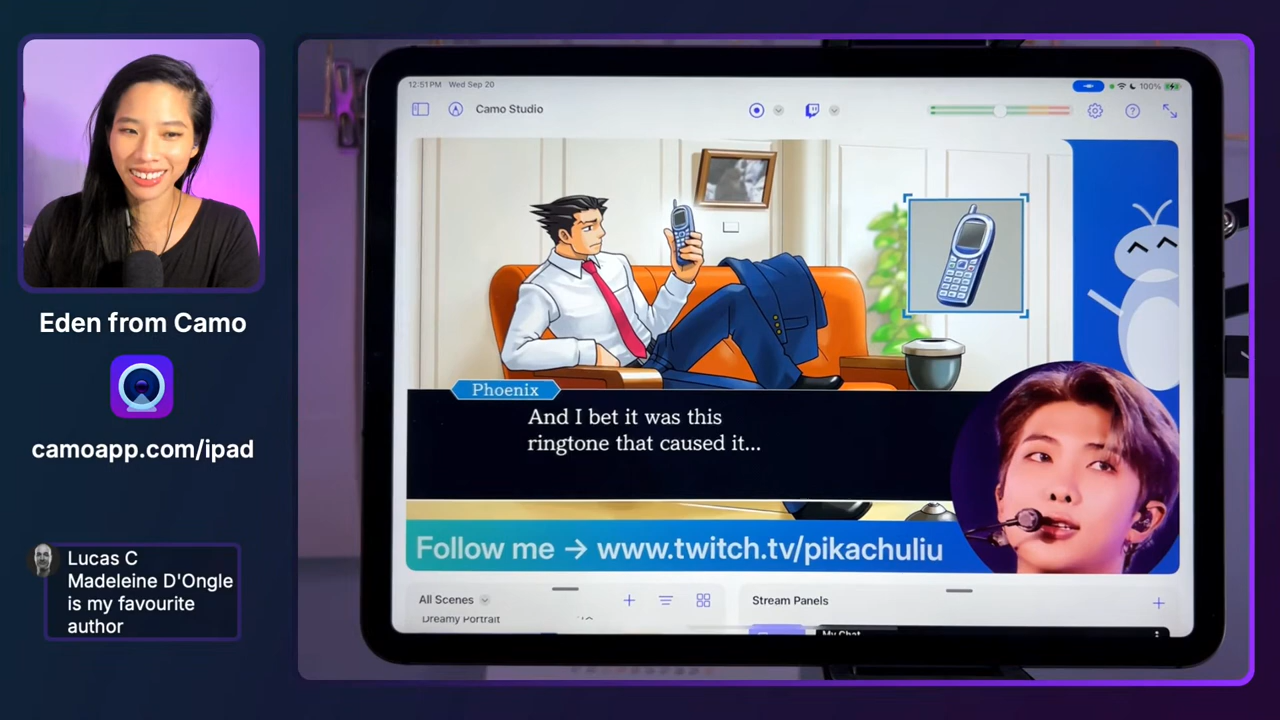 Eden from Camo
camoapp.com/ipad
Lucas C
Madeleine D'Ongle
is my favourite
author
12:51PM Wed Sep 20
100%
Camo Studio
Phoenix
And I bet it was this
ringtone that caused it...
Follow me → www.twitch.tv/pikachuliu
All Scenes
Stream Panels
Dreamy Portrait
My Chat